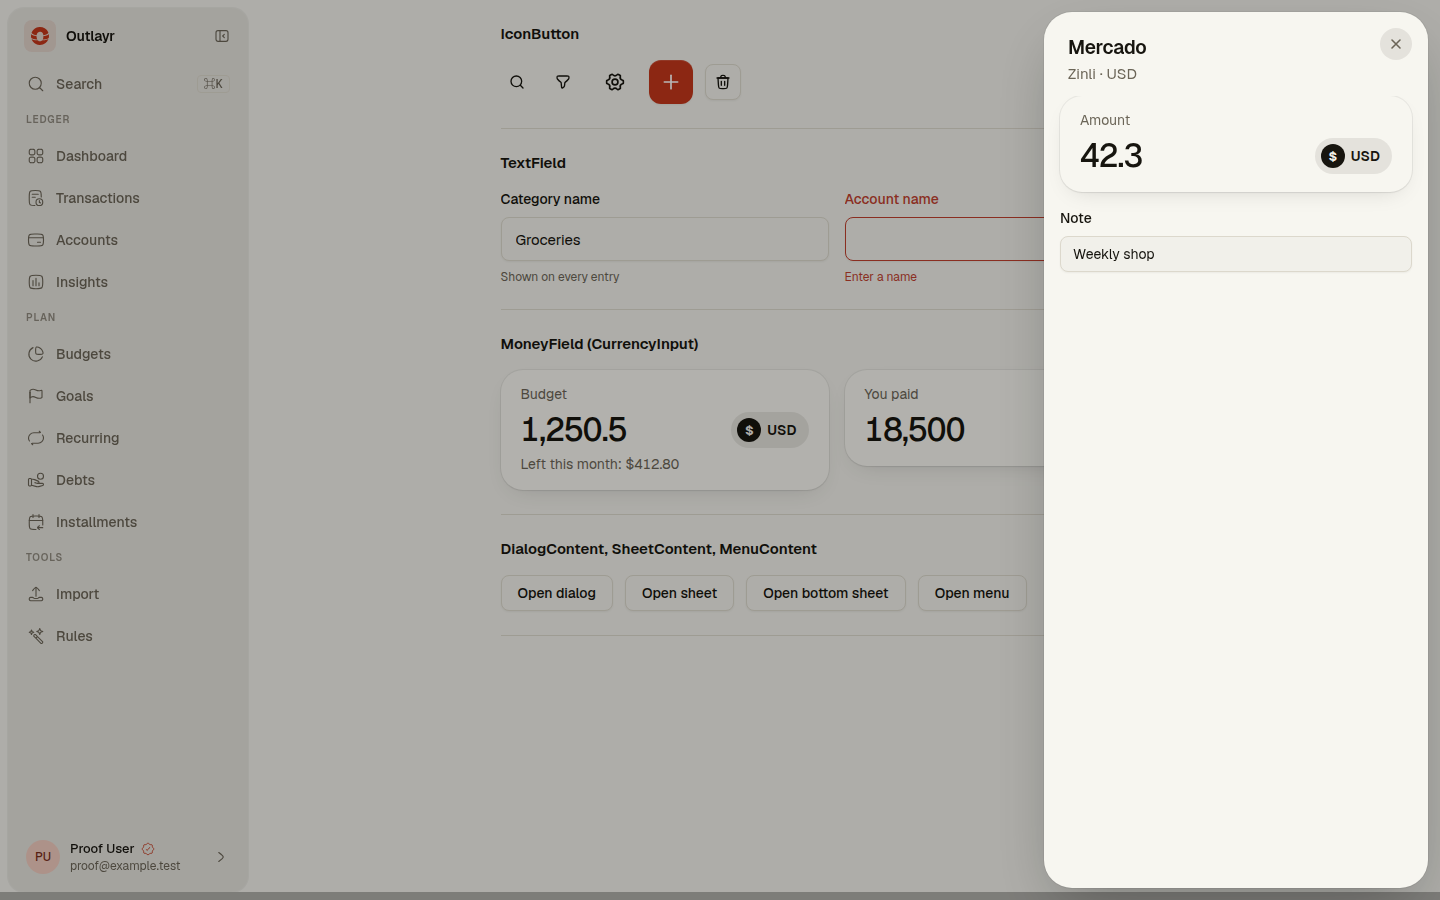 Outlayr
Search ⌘K
LEDGER
Dashboard
Transactions
Accounts
Insights
PLAN
Budgets
Goals
Recurring
Debts
Installments
TOOLS
Import
Rules
PU
Proof User
proof@example.test
IconButton
TextField
Category name
Groceries
Shown on every entry
Account name
Enter a name
MoneyField (CurrencyInput)
Budget
1,250.5
$ USD
Left this month: $412.80
You paid
18,500
DialogContent, SheetContent, MenuContent
Open dialog
Open sheet
Open bottom sheet
Open menu
Mercado
Zinli · USD
Amount
42.3
$ USD
Note
Weekly shop